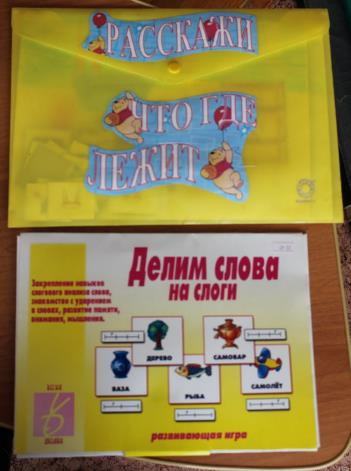 РАССКАЖИ
ЧТО ГДЕ
ЛЕЖИТ
Делим слова
на слоги
Закрепление навыков
слогового анализа слова,
знакомство с ударением
в словах, развитие памяти,
внимания, мышления.
ДЕРЕВО
САМОВАР
ВАЗА
РЫБА
САМОЛЁТ
развивающая игра